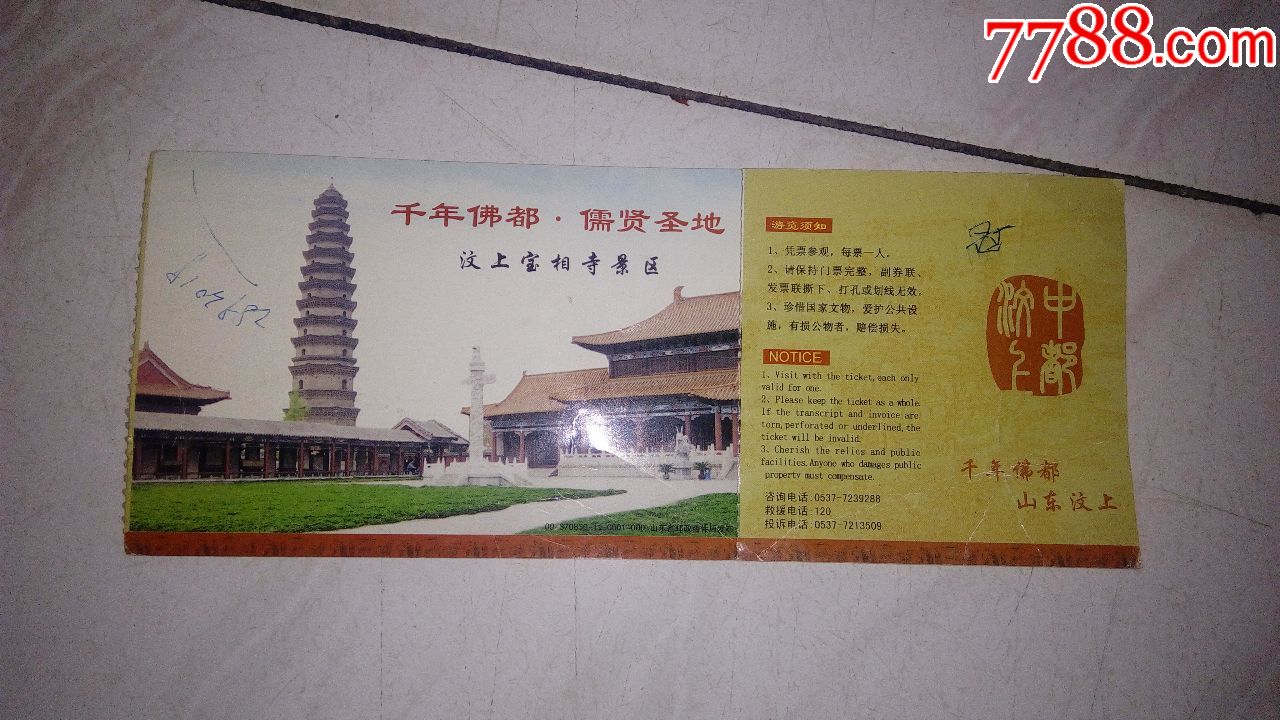 7788.com
千年佛都·儒贤圣地
汶上宝相寺景区
游览须知
1、凭票参观，每票一人。
2、请保持门票完整，副券联、
发票联撕下、打孔或划线无效。
3、珍惜国家文物，爱护公共设
施，有损公物者，赔偿损失。
NOTICE
1. Visit with the ticket,each only
valid for one.
2. Please keep the ticket as a whole.
If the transcript and invoice are
torn,perforated or underlined,the
ticket will be invalid.
3. Cherish the relics and public
facilities.Anyone who damages public
property must compensate.
咨询电话:0537-7239288
救援电话:120
投诉电话:0537-7213509
中都
汶上
千年佛都
山东汶上